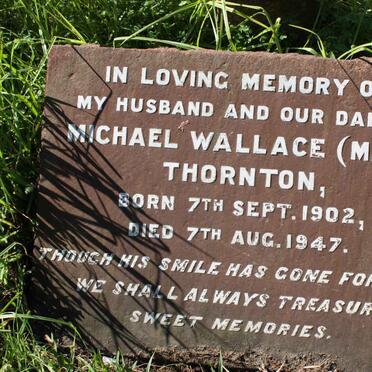 IN LOVING MEMORY O
MY HUSBAND AND OUR DA
MICHAEL WALLACE (M
THORNTON,
BORN 7TH SEPT. 1902,
DIED 7TH AUG. 1947.
THOUGH HIS SMILE HAS GONE FOR
WE SHALL ALWAYS TREASUR
SWEET MEMORIES.